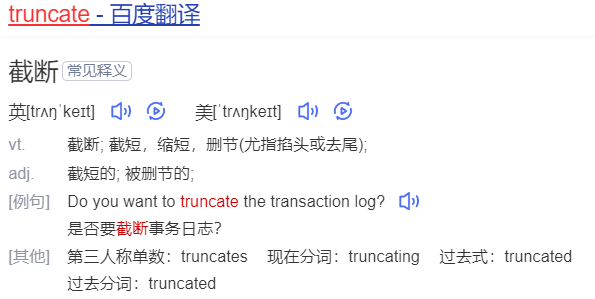 truncate - 百度翻译
截断 常见释义
英[trʌŋˈkeɪt] 美[ˈtrʌŋkeɪt]
vt. 截断; 截短，缩短，删节(尤指掐头或去尾);
adj. 截短的; 被删节的;
[例句] Do you want to truncate the transaction log?
是否要截断事务日志?
[其他] 第三人称单数：truncates 现在分词：truncating 过去式：truncated
过去分词：truncated